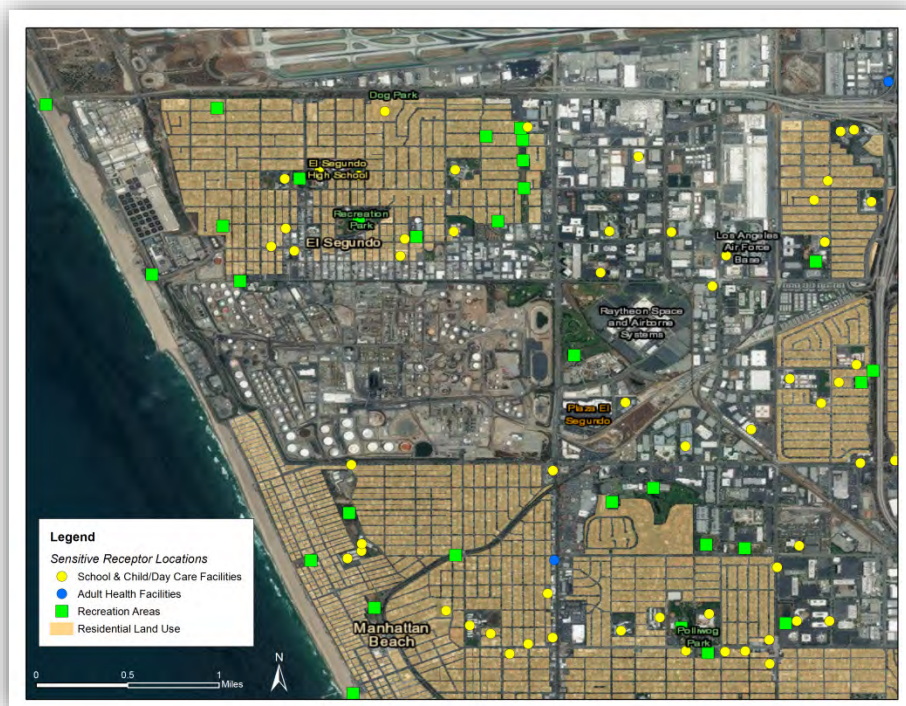 Dog Park
El Segundo
High School
Recreation
Park
El Segundo
Los Angeles
Air Force
Base
Raytheon Space
and Airborne
Systems
Plaza El
Segundo
Legend
Sensitive Receptor Locations
School & Child/Day Care Facilities
Adult Health Facilities
Recreation Areas
Residential Land Use
Manhattan
Beach
Polliwog
Park
N
0
0.5
1
Miles